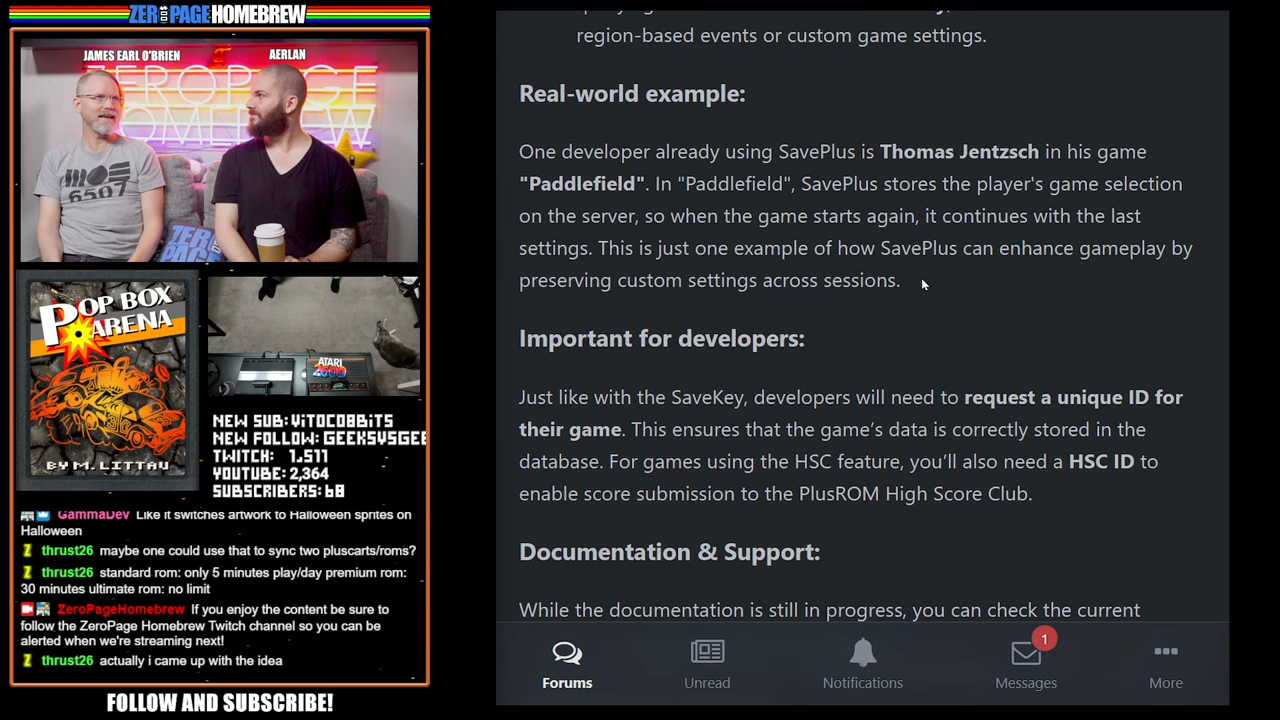 ZEROPAGE HOMEBREW
JAMES EARL O'BRIEN
AERLAN
ZEROPAGE
HOMEBREW
MOS
6507
ZERO
PAGE
POP BOX
ARENA
BY M. LITTAU
ATARI
2600
NEW SUB: VITOCO8BITS
NEW FOLLOW: GEEKSYSGEE
TWITCH: 1,511
YOUTUBE: 2,364
SUBSCRIBERS: 68
GammaDev Like it switches artwork to Halloween sprites on
Halloween
thrust26 maybe one could use that to sync two pluscarts/roms?
thrust26 standard rom: only 5 minutes play/day premium rom:
30 minutes ultimate rom: no limit
ZeroPageHomebrew If you enjoy the content be sure to
follow the ZeroPage Homebrew Twitch channel so you can be
alerted when we're streaming next!
thrust26 actually i came up with the idea
FOLLOW AND SUBSCRIBE!
region-based events or custom game settings.
Real-world example:
One developer already using SavePlus is Thomas Jentzsch in his game
"Paddlefield". In "Paddlefield", SavePlus stores the player's game selection
on the server, so when the game starts again, it continues with the last
settings. This is just one example of how SavePlus can enhance gameplay by
preserving custom settings across sessions.
Important for developers:
Just like with the SaveKey, developers will need to request a unique ID for
their game. This ensures that the game’s data is correctly stored in the
database. For games using the HSC feature, you’ll also need a HSC ID to
enable score submission to the PlusROM High Score Club.
Documentation & Support:
While the documentation is still in progress, you can check the current
1
Forums
Unread
Notifications
Messages
More